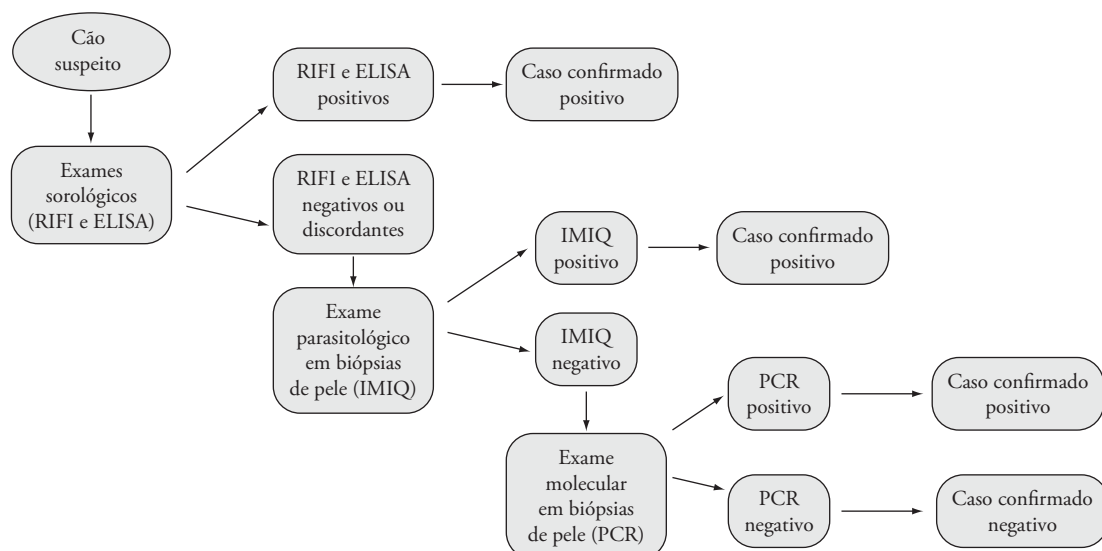 Cão
suspeito
RIFI e ELISA
positivos
Caso confirmado
positivo
Exames
sorológicos
(RIFI e ELISA)
RIFI e ELISA
negativos ou
discordantes
IMIQ
positivo
Caso confirmado
positivo
Exame
parasitológico
em biópsias
de pele (IMIQ)
IMIQ
negativo
PCR
positivo
Caso confirmado
positivo
Exame
molecular
em biópsias
de pele (PCR)
PCR
negativo
Caso confirmado
negativo